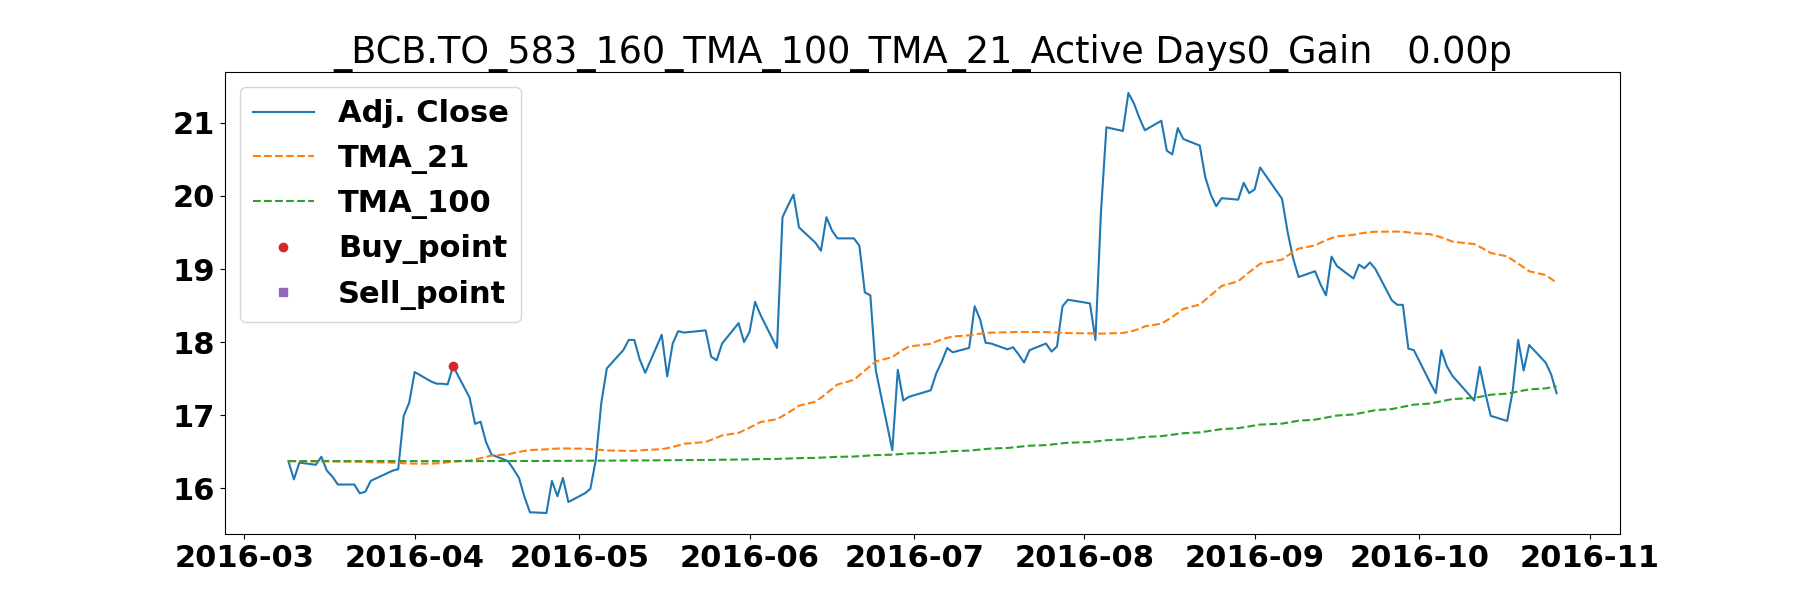 _BCB.TO_583_160_TMA_100_TMA_21_Active Days0_Gain   0.00p
Adj. Close
TMA_21
TMA_100
Buy_point
Sell_point
21
20
19
18
17
16
2016-03 2016-04 2016-05 2016-06 2016-07 2016-08 2016-09 2016-10 2016-11